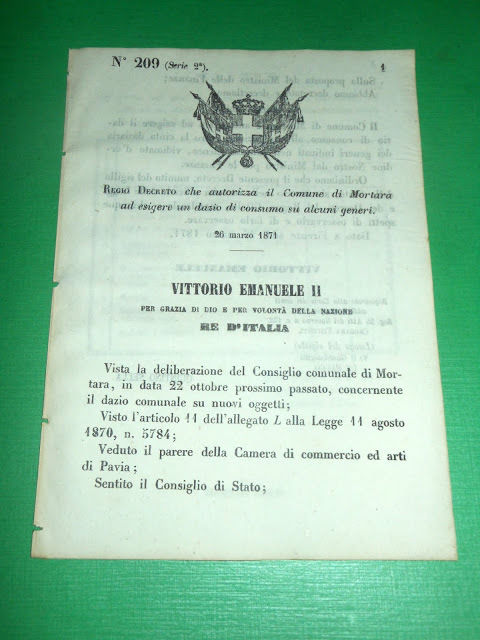 N° 209 (Serie 2ª). 1
REGIO DECRETO che autorizza il Comune di Mortara
ad esigere un dazio di consumo su alcuni generi.
26 marzo 1871
VITTORIO EMANUELE II
PER GRAZIA DI DIO E PER VOLONTÀ DELLA NAZIONE
RE D'ITALIA
Vista la deliberazione del Consiglio comunale di Mor-
tara, in data 22 ottobre prossimo passato, concernente
il dazio comunale su nuovi oggetti;
Visto l'articolo 11 dell'allegato L alla Legge 11 agosto
1870, n. 5784;
Veduto il parere della Camera di commercio ed arti
di Pavia;
Sentito il Consiglio di Stato;